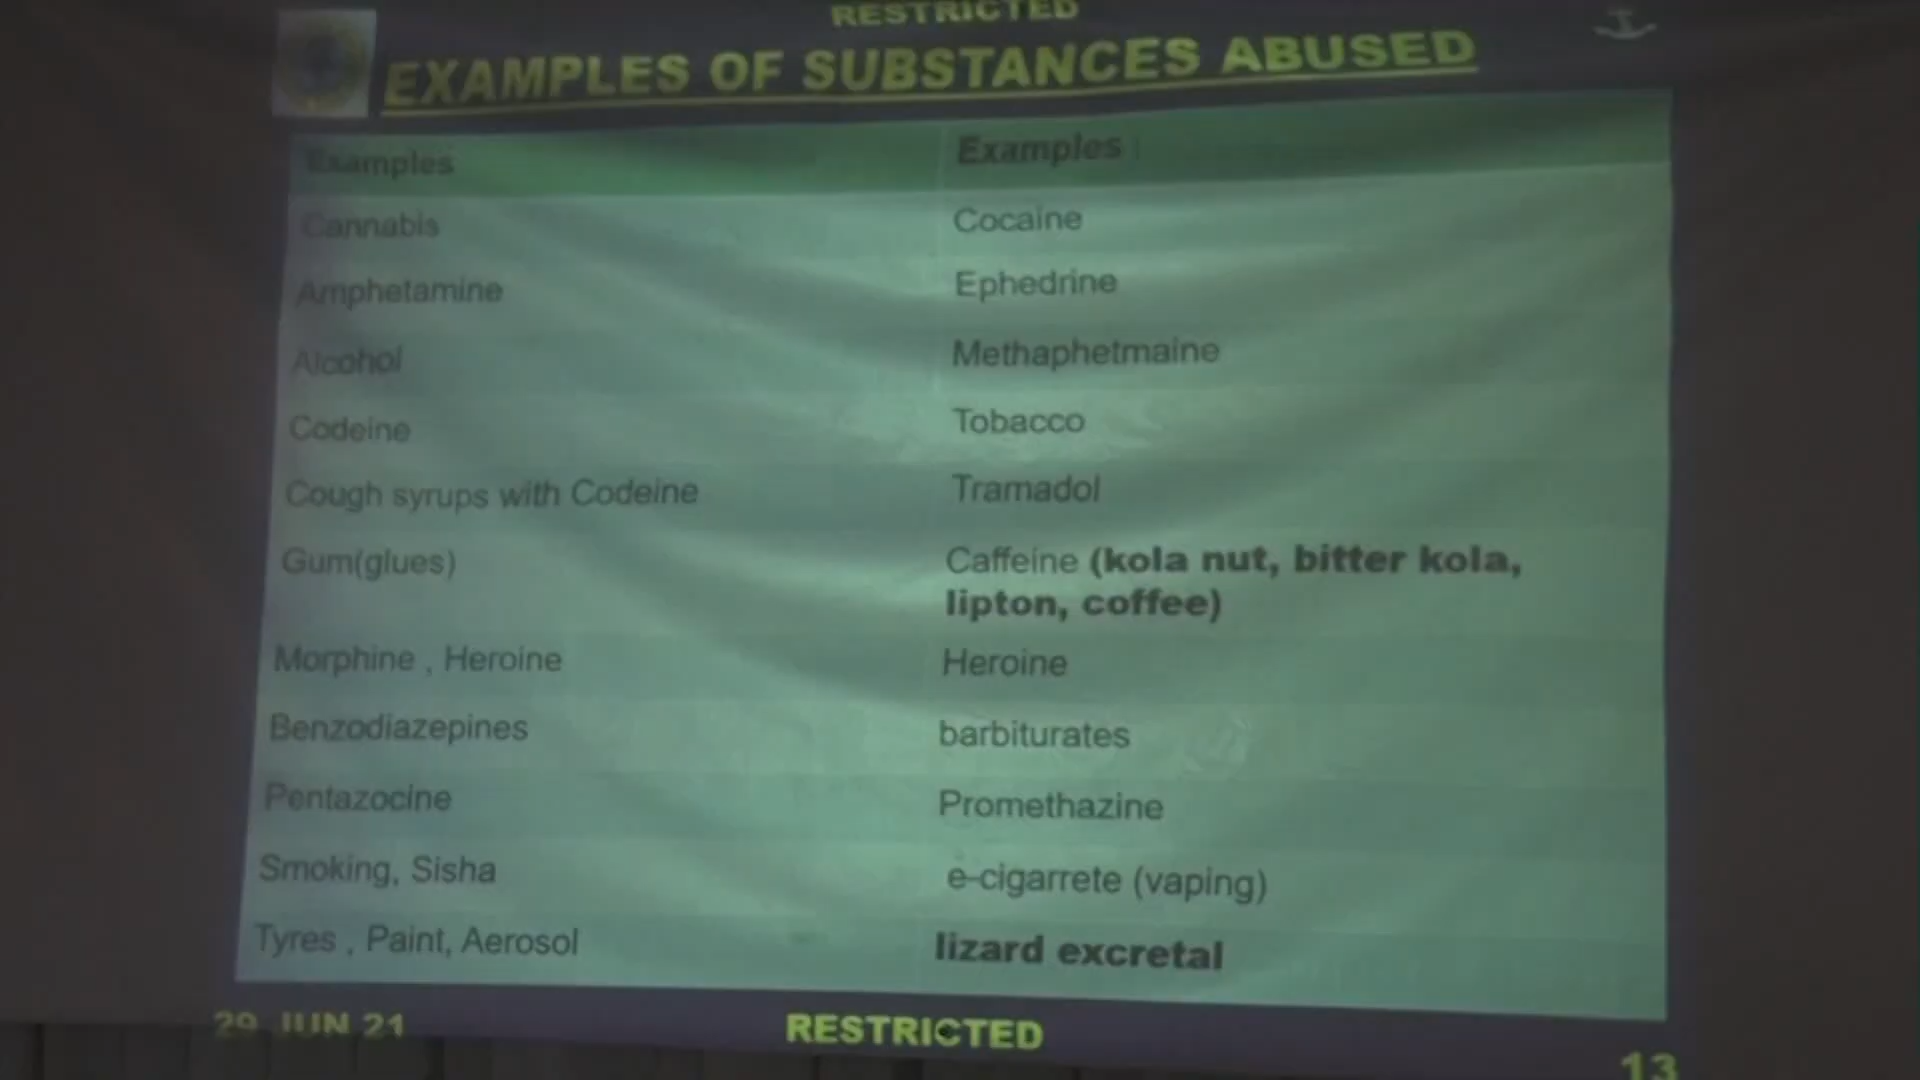 RESTRICTED
EXAMPLES OF SUBSTANCES ABUSED
Examples Examples
Cannabis Cocaine
Amphetamine Ephedrine
Alcohol Methaphetmaine
Codeine Tobacco
Cough syrups with Codeine Tramadol
Gum(glues) Caffeine (kola nut, bitter kola,
lipton, coffee)
Morphine , Heroine Heroine
Benzodiazepines barbiturates
Pentazocine Promethazine
Smoking, Sisha e-cigarrete (vaping)
Tyres , Paint, Aerosol lizard excretal
29 JUN 21 RESTRICTED
13